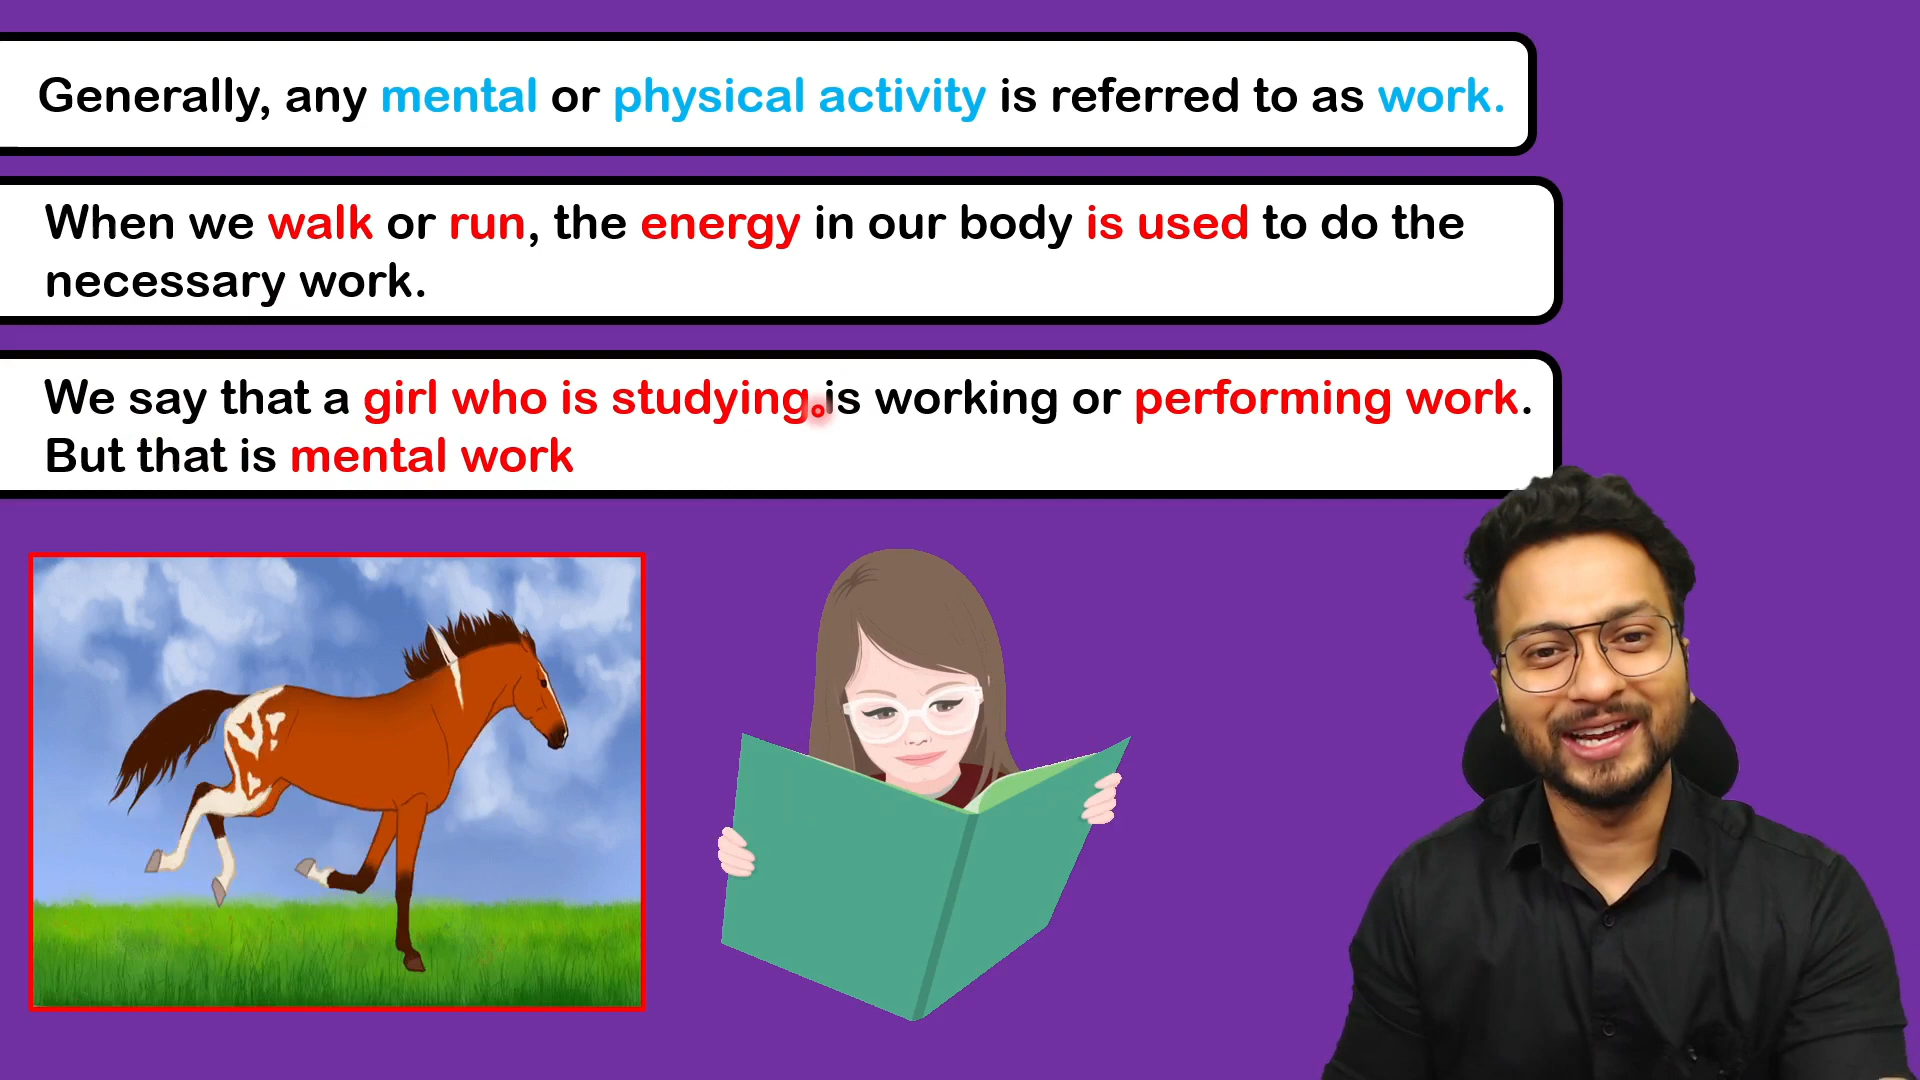 Generally, any mental or physical activity is referred to as work.
When we walk or run, the energy in our body is used to do the
necessary work.
We say that a girl who is studying is working or performing work.
But that is mental work